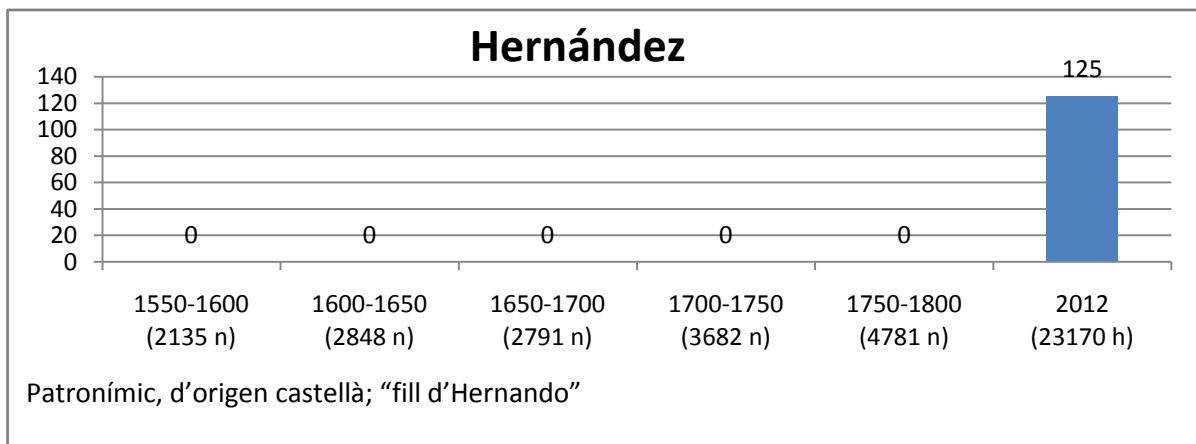 Hernández
125
140
120
100
80
60
40
20
0
0 0 0 0 0
1550-1600 1600-1650 1650-1700 1700-1750 1750-1800 2012
(2135 n) (2848 n) (2791 n) (3682 n) (4781 n) (23170 h)
Patronímic, d’origen castellà; “fill d’Hernando”